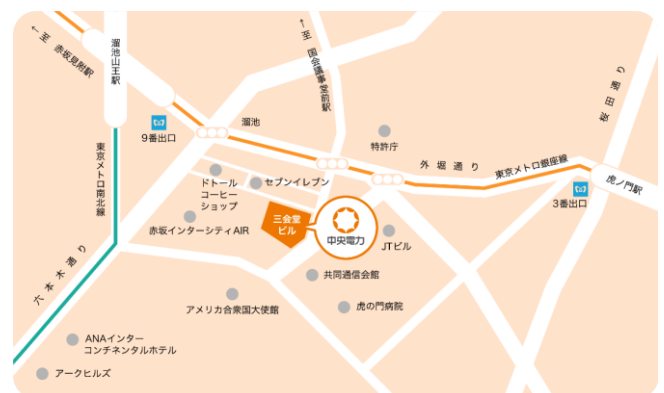 ←至 赤坂見附駅
溜池山王駅
←至 国会議事堂前駅
桜田通り
9番出口
溜池
特許庁
外堀通り
東京メトロ銀座線
虎ノ門駅
3番出口
東京メトロ南北線
ドトール
コーヒー
ショップ
セブンイレブン
赤坂インターシティAIR
三会堂
ビル
中央電力
JTビル
六本木通り
共同通信会館
アメリカ合衆国大使館
虎の門病院
ANAインター
コンチネンタルホテル
アークヒルズ